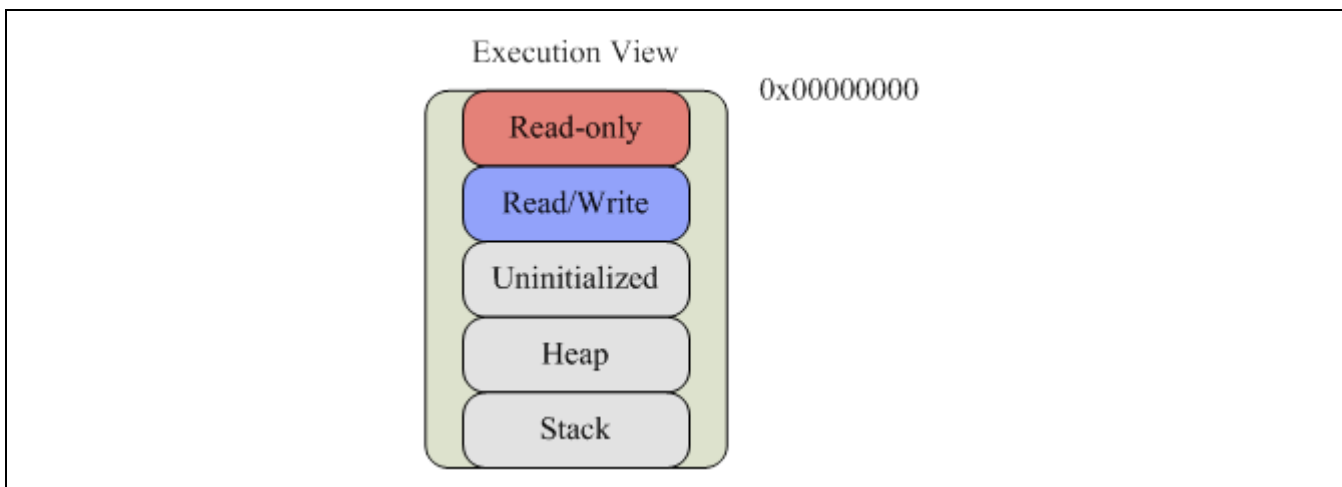 Execution View
0x00000000
Read-only
Read/Write
Uninitialized
Heap
Stack